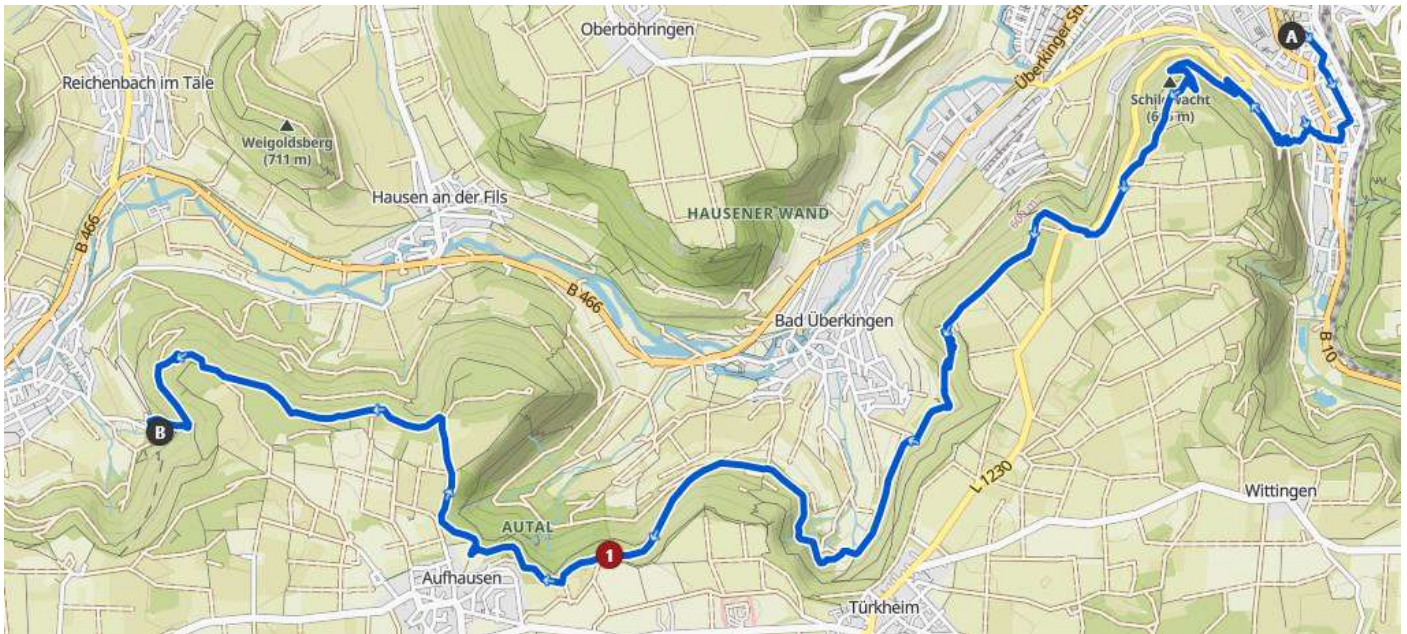 Oberböhringen
Überkinger Str
A
Reichenbach im Täle
Weigoldsberg
(711 m)
Schildwacht
Hausen an der Fils
HAUSENER WAND
B 466
B 466
Bad Überkingen
B 10
B
L 1230
Wittingen
AUTAL
1
Aufhausen
Türkheim